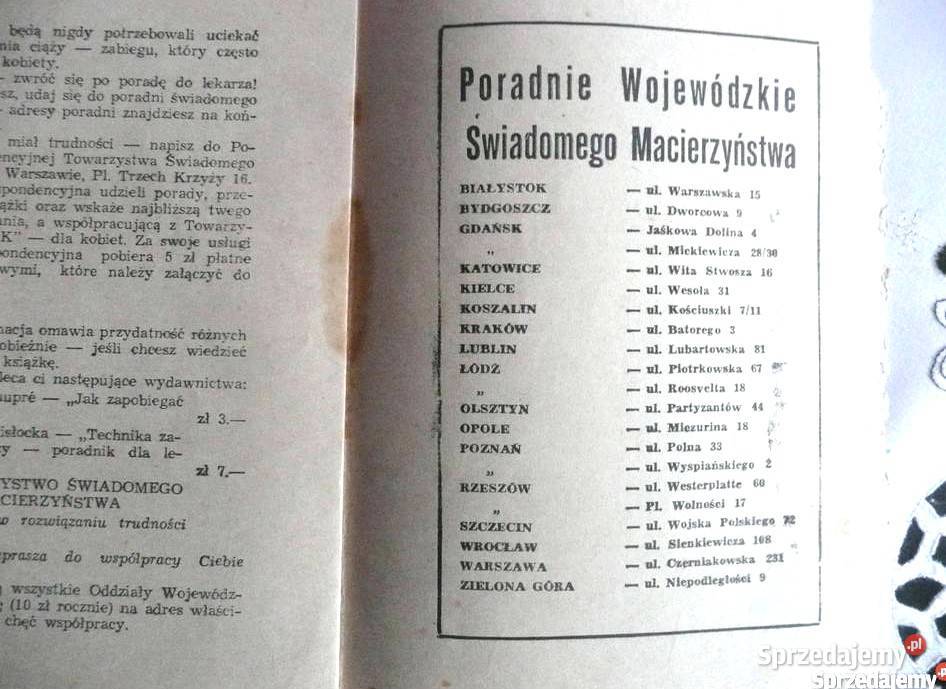 będą nigdy potrzebowali uciekać
nia ciąży — zabiegu, który często
kobiety.
— zwróć się po poradę do lekarza!
sz, udaj się do poradni świadomego
adresy poradni znajdziesz na koń-
miał trudności — napisz do Po-
encyjnej Towarzystwa Świadomego
Warszawie, Pl. Trzech Krzyży 16.
pondencyjna udzieli porady, prze-
ążki oraz wskaże najbliższą twego
ania, a współpracującą z Towarzy-
K" — dla kobiet. Za swoje usługi
pondencyjna pobiera 5 zł płatne
wymi, które należy załączyć do
nacja omawia przydatność różnych
obieżnie — jeśli chcesz wiedzieć
książkę.
leca ci następujące wydawnictwa:
aupré — „Jak zapobiegać
zł 3.—
isłocka — „Technika za-
y — poradnik dla le-
zł 7.—
YSTWO ŚWIADOMEGO
CIERZYŃSTWA
w rozwiązaniu trudności
prasza do współpracy Ciebie
wszystkie Oddziały Wojewódz-
ę (10 zł rocznie) na adres właści-
chęć współpracy.
Poradnie Wojewódzkie
Świadomego Macierzyństwa
BIAŁYSTOK — ul. Warszawska 15
BYDGOSZCZ — ul. Dworcowa 9
GDAŃSK — Jaśkowa Dolina 4
„ — ul. Mickiewicza 28/30
KATOWICE — ul. Wita Stwosza 16
KIELCE — ul. Wesoła 31
KOSZALIN — ul. Kościuszki 7/11
KRAKÓW — ul. Batorego 3
LUBLIN — ul. Lubartowska 81
ŁÓDŹ — ul. Piotrkowska 67
„ — ul. Roosvelta 18
OLSZTYN — ul. Partyzantów 44
OPOLE — ul. Miczurina 18
POZNAŃ — ul. Polna 33
„ — ul. Wyspiańskiego 2
RZESZÓW — ul. Westerplatte 60
„ — Pl. Wolności 17
SZCZECIN — ul. Wojska Polskiego 72
WROCŁAW — ul. Sienkiewicza 108
WARSZAWA — ul. Czerniakowska 231
ZIELONA GÓRA — ul. Niepodległości 9
Sprzedajemy.pl
Sprzedajemy